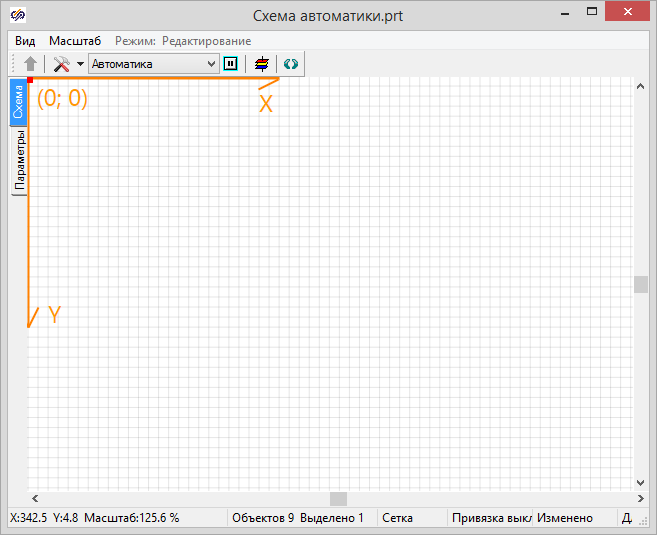 Схема автоматики.prt
Вид Масштаб Режим: Редактирование
Автоматика
Схема
Параметры
(0; 0)
X
Y
X:342.5 Y:4.8 Масштаб:125.6 % Объектов 9 Выделено 1 Сетка Привязка выкл Изменено Д